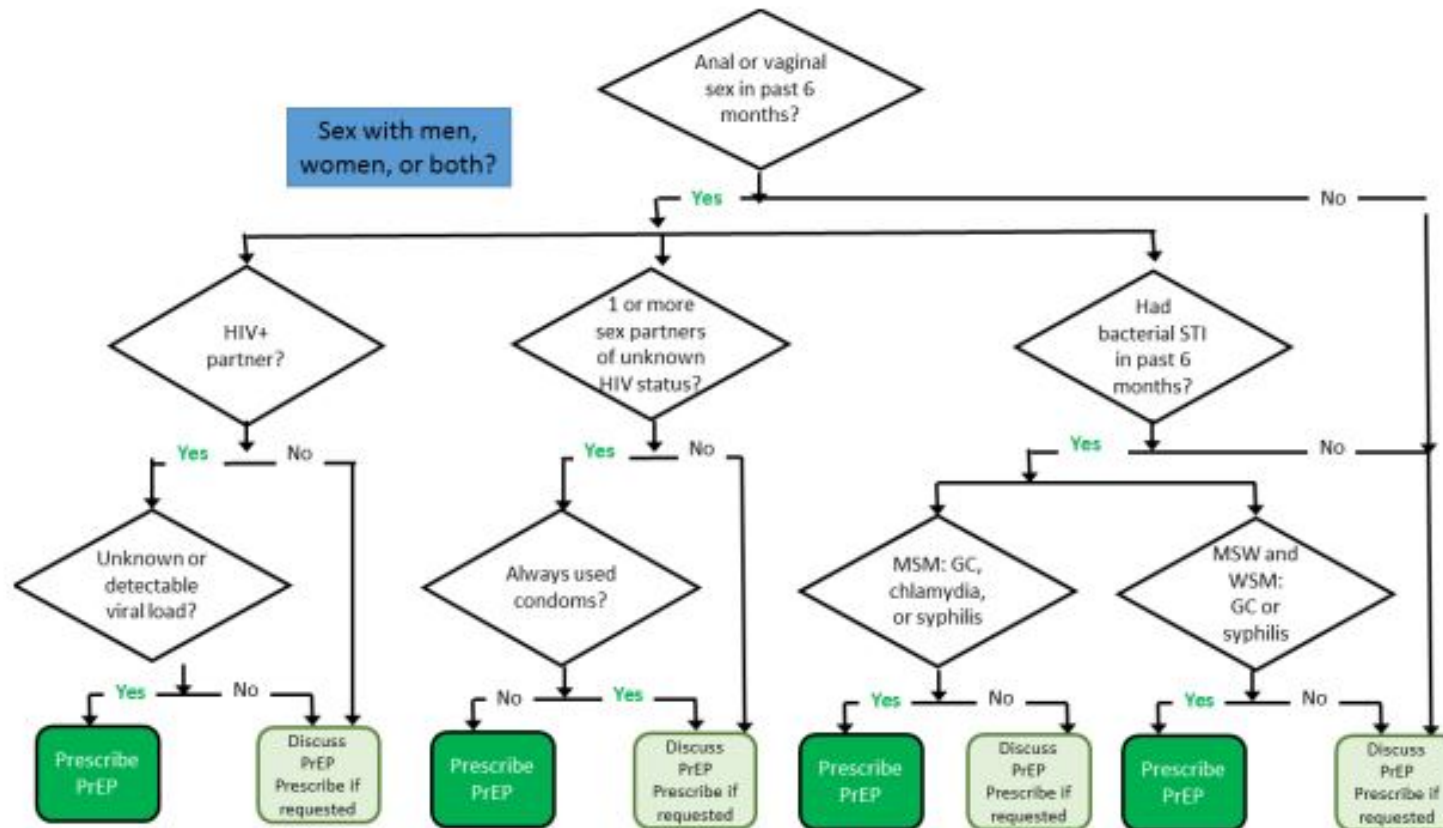 Anal or vaginal
sex in past 6
months?
Sex with men,
women, or both?
Yes
No
HIV+
partner?
1 or more
sex partners
of unknown
HIV status?
Had
bacterial STI
in past 6
months?
Yes
No
Yes
No
Yes
No
Unknown or
detectable
viral load?
Always used
condoms?
MSM: GC,
chlamydia,
or syphilis
MSW and
WSM:
GC or
syphilis
Yes
No
No
Yes
Yes
No
Yes
No
Prescribe
PrEP
Discuss
PrEP
Prescribe if
requested
Prescribe
PrEP
Discuss
PrEP
Prescribe if
requested
Prescribe
PrEP
Discuss
PrEP
Prescribe if
requested
Prescribe
PrEP
Discuss
PrEP
Prescribe if
requested